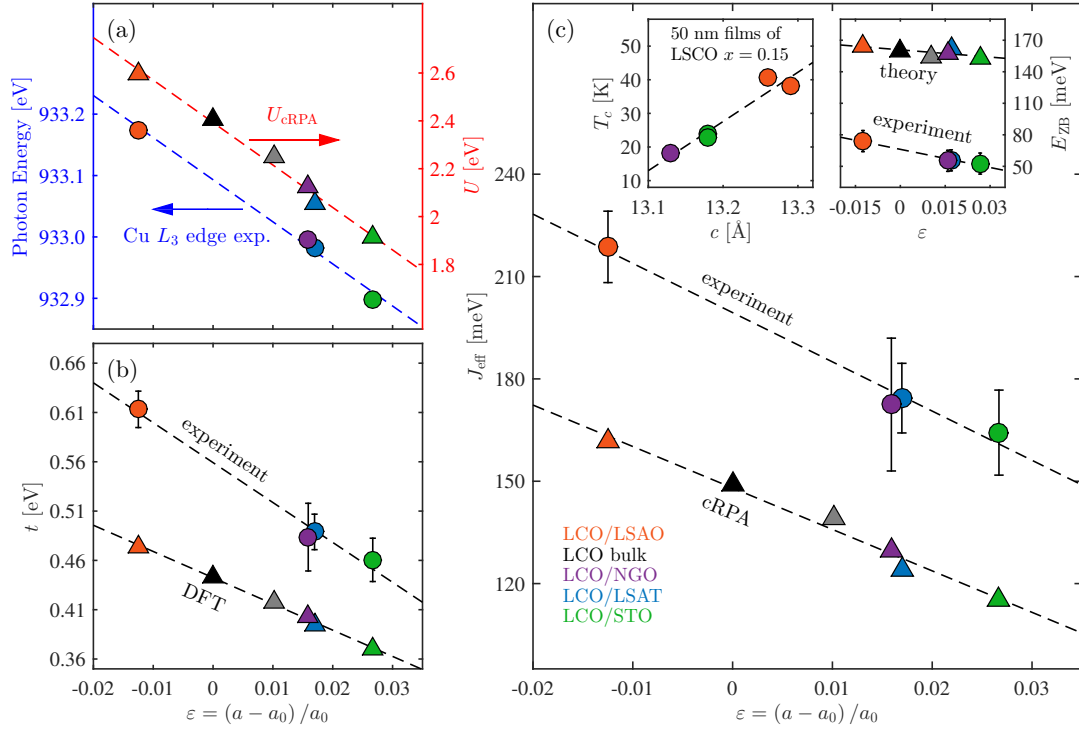 (a)
Photon Energy [eV]
933.2
933.1
933.0
932.9
2.6
2.4
2.2
2
1.8
U [eV]
U_cRPA
Cu L_3 edge exp.
(b)
t [eV]
0.66
0.61
0.56
0.51
0.46
0.41
0.36
experiment
DFT
-0.02 -0.01 0 0.01 0.02 0.03
ε = (a − a_0) /a_0
(c)
J_eff [meV]
240
210
180
150
120
50 nm films of
LSCO x = 0.15
T_c [K]
50
40
30
20
10
13.1 13.2 13.3
c [Å]
theory
experiment
170
140
110
80
50
E_ZB
[meV]
-0.015 0 0.015 0.03
ε
experiment
cRPA
LCO/LSAO
LCO bulk
LCO/NGO
LCO/LSAT
LCO/STO
-0.02 -0.01 0 0.01 0.02 0.03
ε = (a − a_0) /a_0